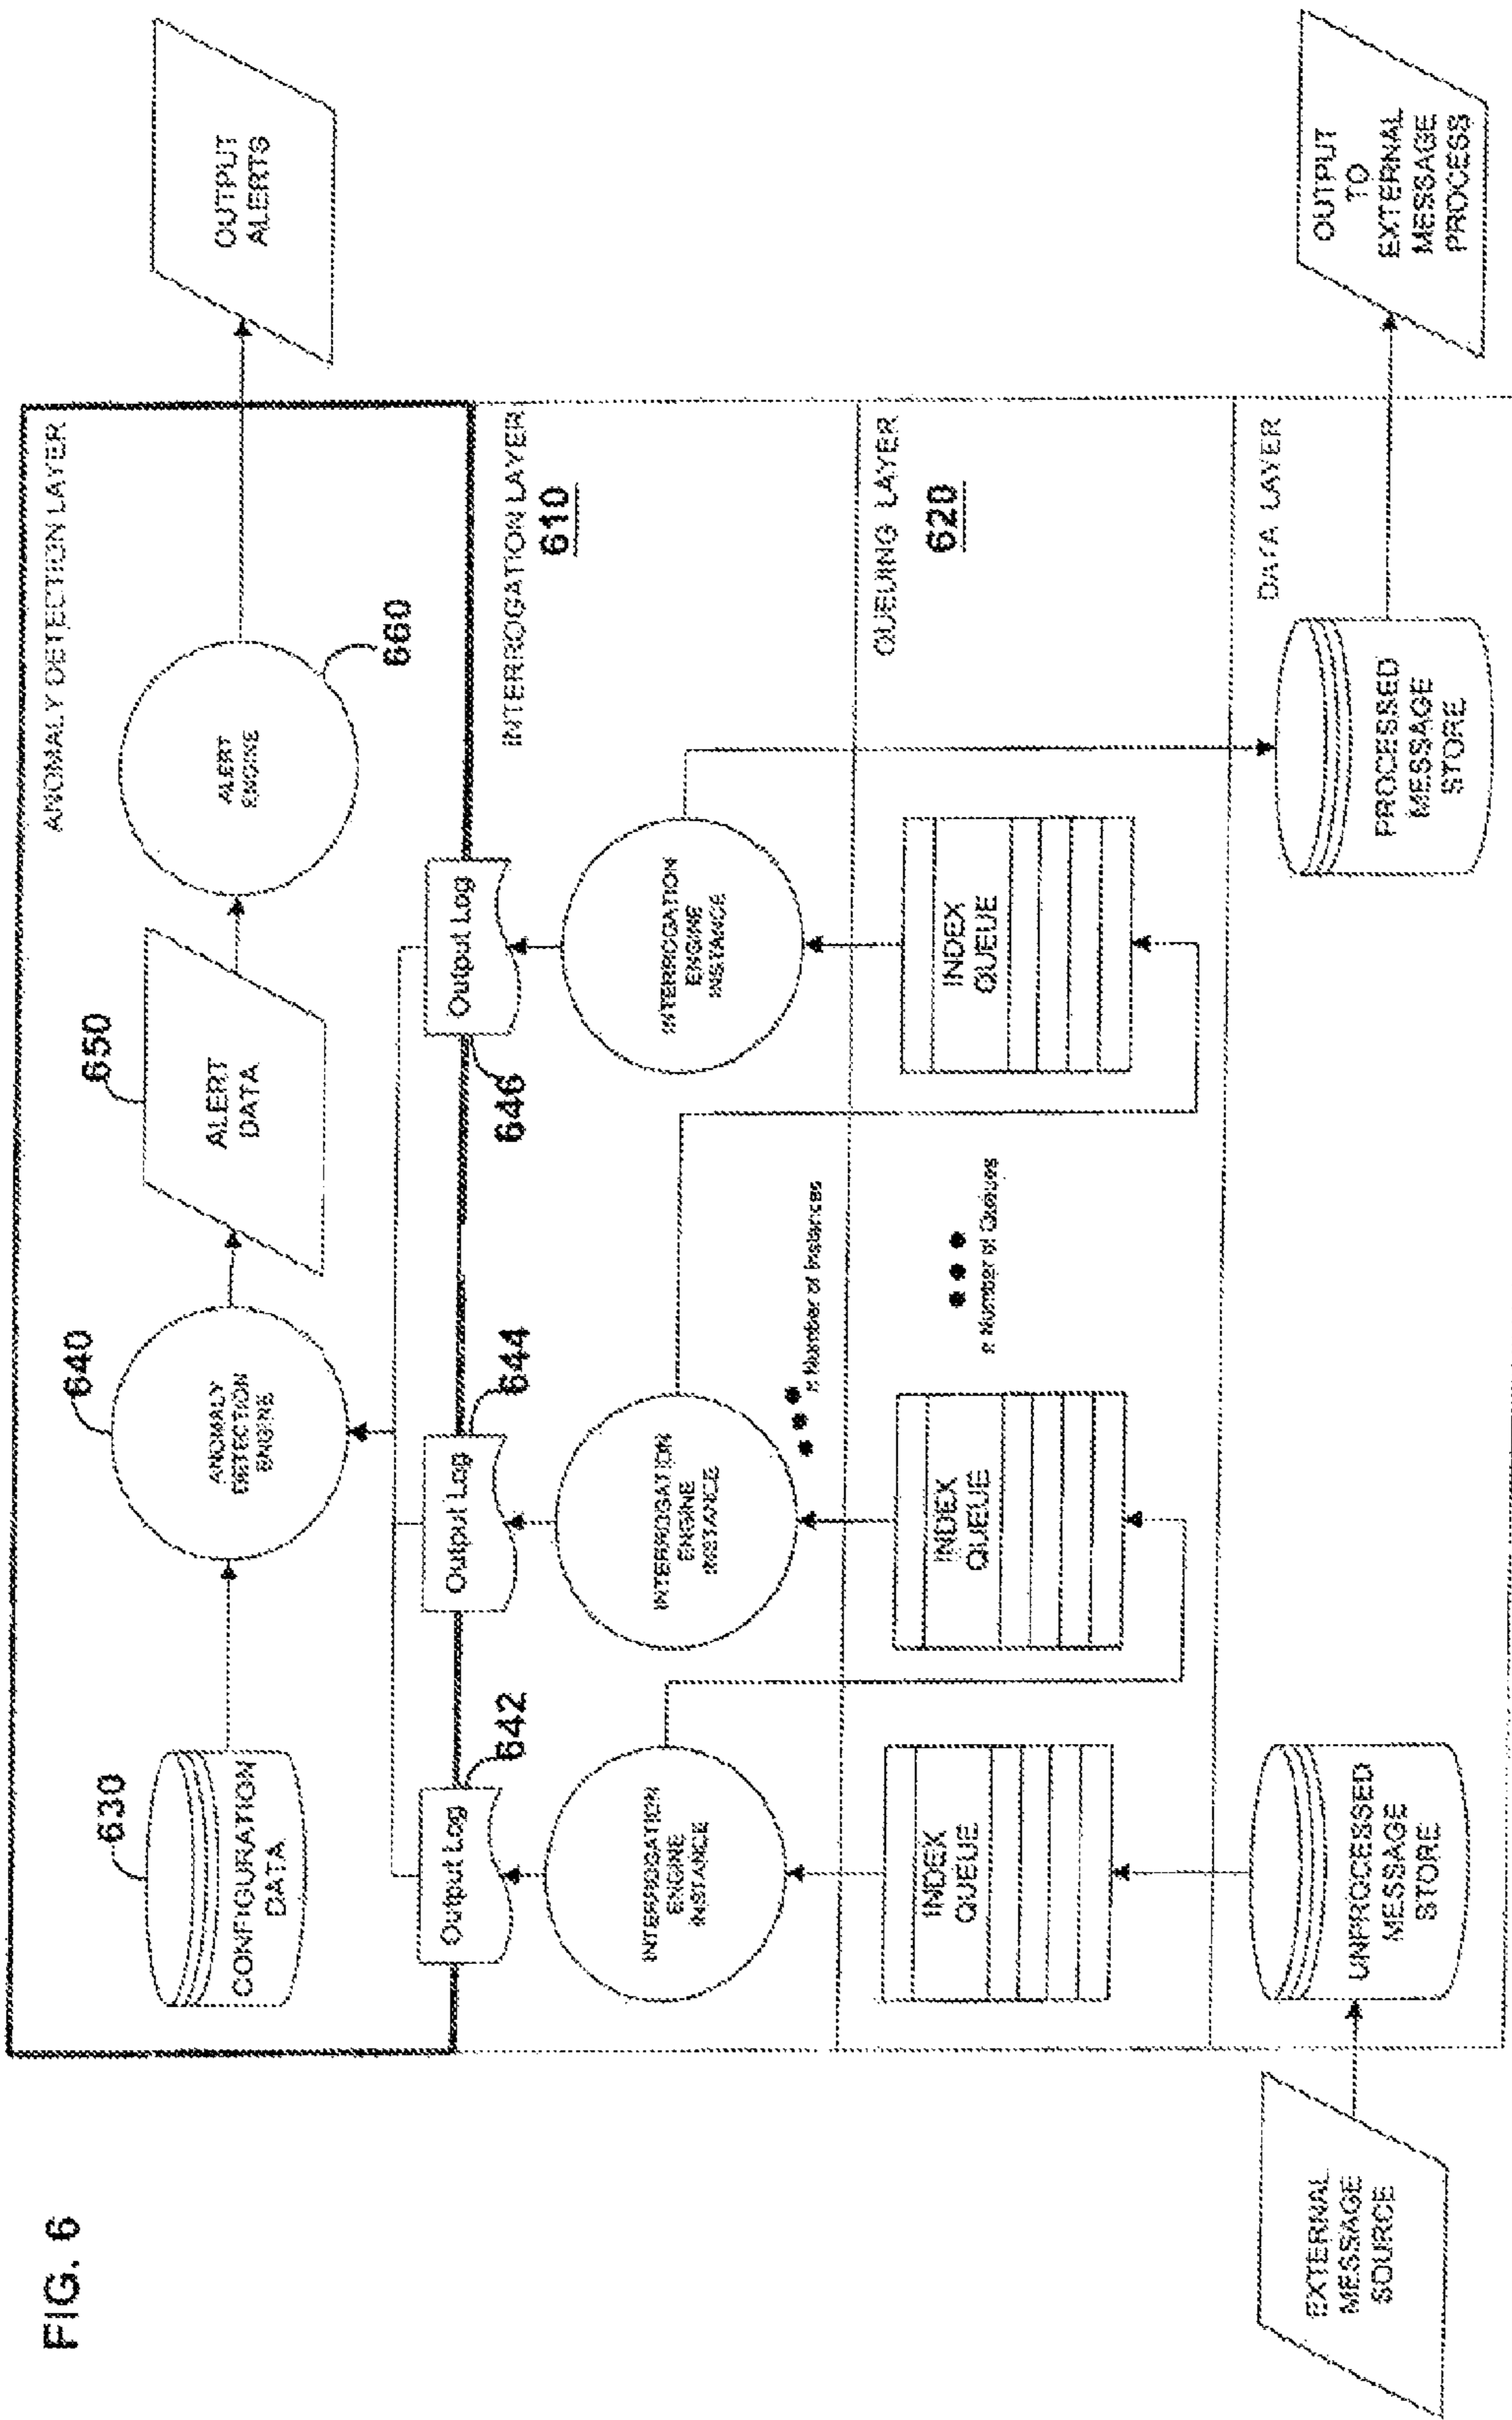 FIG. 6
ANOMALY DETECTION LAYER
630
CONFIGURATION
DATA
640
ANOMALY
DETECTION
ENGINE
650
ALERT
DATA
ALERT
ENGINE
660
OUTPUT
ALERTS
Output Log
642
Output Log
644
Output Log
646
INTERROGATION LAYER
610
INTERROGATION
ENGINE
INSTANCE
INTERROGATION
ENGINE
INSTANCE
INTERROGATION
ENGINE
INSTANCE
n Number of Instances
QUEUING LAYER
620
INDEX
QUEUE
INDEX
QUEUE
INDEX
QUEUE
n Number of Queues
DATA LAYER
EXTERNAL
MESSAGE
SOURCE
UNPROCESSED
MESSAGE
STORE
PROCESSED
MESSAGE
STORE
OUTPUT
TO
EXTERNAL
MESSAGE
PROCESS